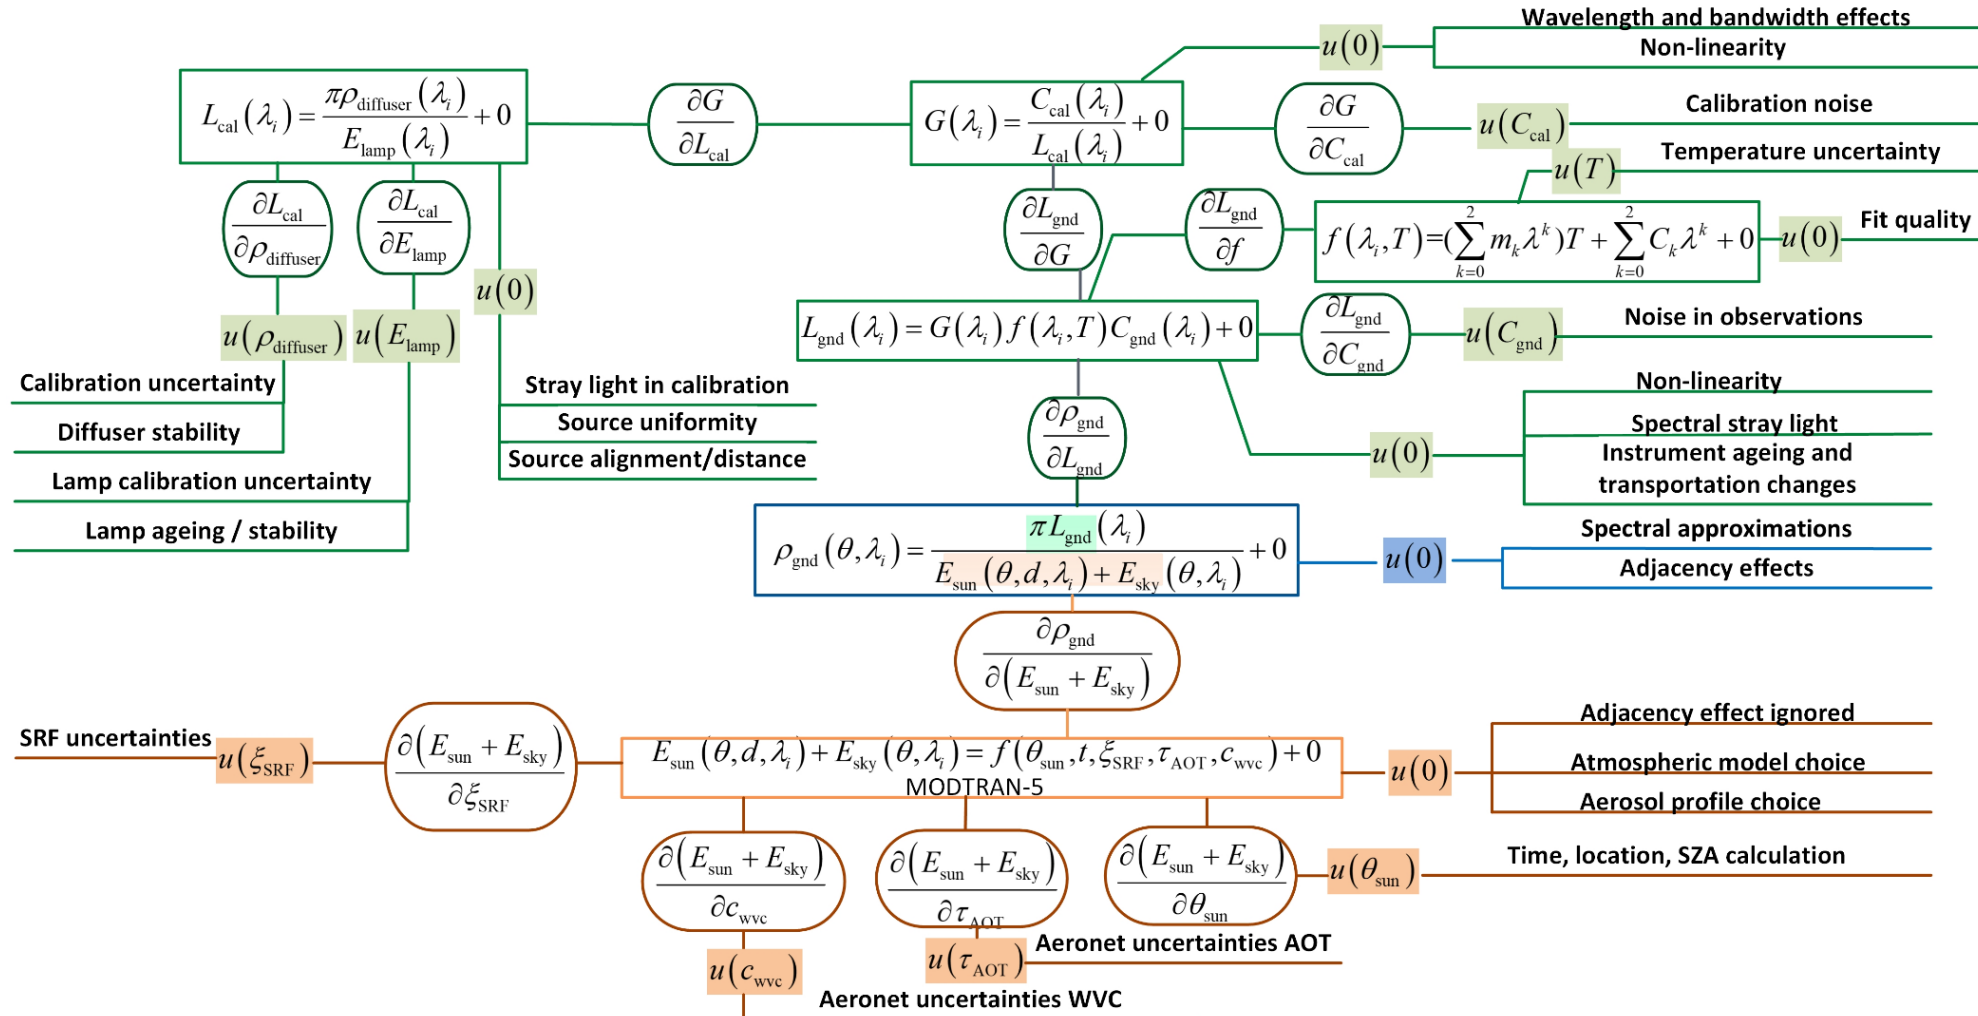 Wavelength and bandwidth effects
u(0)
Non-linearity
L_cal(λ_i) = πρ_diffuser(λ_i) / E_lamp(λ_i) + 0
∂G / ∂L_cal
G(λ_i) = C_cal(λ_i) / L_cal(λ_i) + 0
∂G / ∂C_cal
u(C_cal)
Calibration noise
Temperature uncertainty
u(T)
∂L_cal / ∂ρ_diffuser
∂L_cal / ∂E_lamp
u(0)
∂L_gnd / ∂G
∂L_gnd / ∂f
f(λ_i,T)=(∑_{k=0}^{2} m_k λ^k)T + ∑_{k=0}^{2} C_k λ^k + 0
u(0)
Fit quality
u(ρ_diffuser)
u(E_lamp)
L_gnd(λ_i) = G(λ_i) f(λ_i,T) C_gnd(λ_i) + 0
∂L_gnd / ∂C_gnd
u(C_gnd)
Noise in observations
Calibration uncertainty
Diffuser stability
Lamp calibration uncertainty
Lamp ageing / stability
Stray light in calibration
Source uniformity
Source alignment/distance
∂ρ_gnd / ∂L_gnd
u(0)
Non-linearity
Spectral stray light
Instrument ageing and
transportation changes
ρ_gnd(θ,λ_i) = πL_gnd(λ_i) / E_sun(θ,d,λ_i) + E_sky(θ,λ_i) + 0
u(0)
Spectral approximations
Adjacency effects
∂ρ_gnd / ∂(E_sun + E_sky)
SRF uncertainties
u(ξ_SRF)
∂(E_sun + E_sky) / ∂ξ_SRF
E_sun(θ,d,λ_i) + E_sky(θ,λ_i) = f(θ_sun,t,ξ_SRF,τ_AOT,c_wvc) + 0
MODTRAN-5
u(0)
Adjacency effect ignored
Atmospheric model choice
Aerosol profile choice
∂(E_sun + E_sky) / ∂c_wvc
∂(E_sun + E_sky) / ∂τ_AOT
∂(E_sun + E_sky) / ∂θ_sun
u(θ_sun)
Time, location, SZA calculation
u(c_wvc)
Aeronet uncertainties WVC
u(τ_AOT)
Aeronet uncertainties AOT